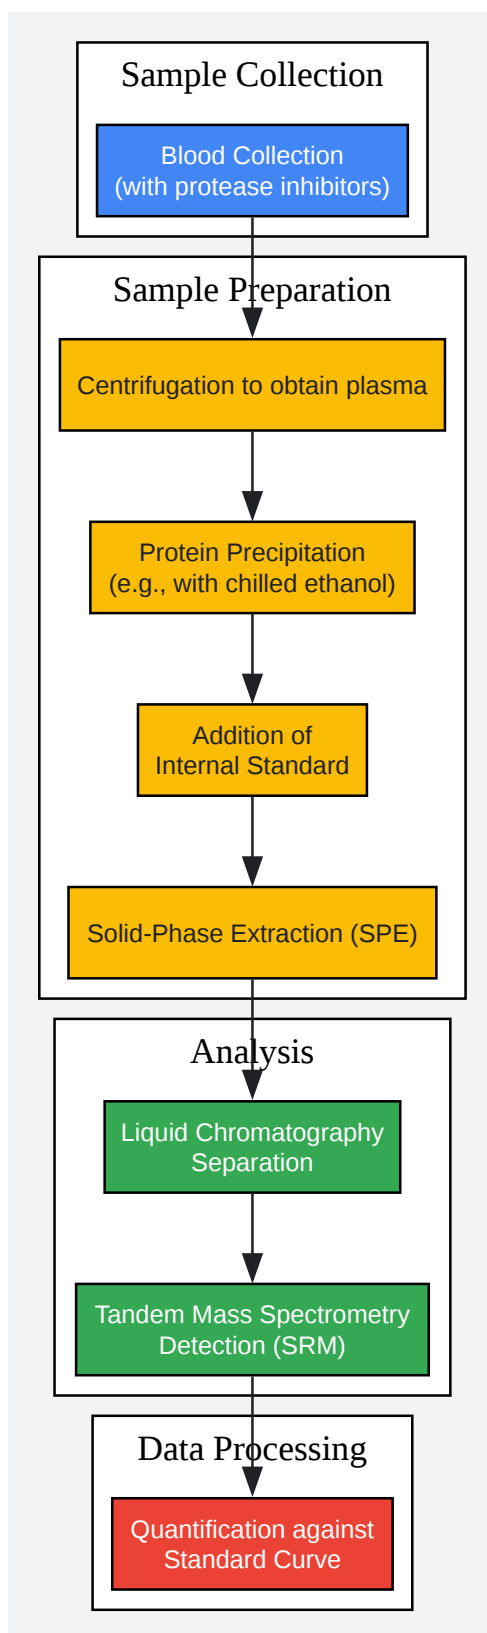 Sample Collection
Blood Collection
(with protease inhibitors)
Sample Preparation
Centrifugation to obtain plasma
Protein Precipitation
(e.g., with chilled ethanol)
Addition of
Internal Standard
Solid-Phase Extraction (SPE)
Analysis
Liquid Chromatography
Separation
Tandem Mass Spectrometry
Detection (SRM)
Data Processing
Quantification against
Standard Curve